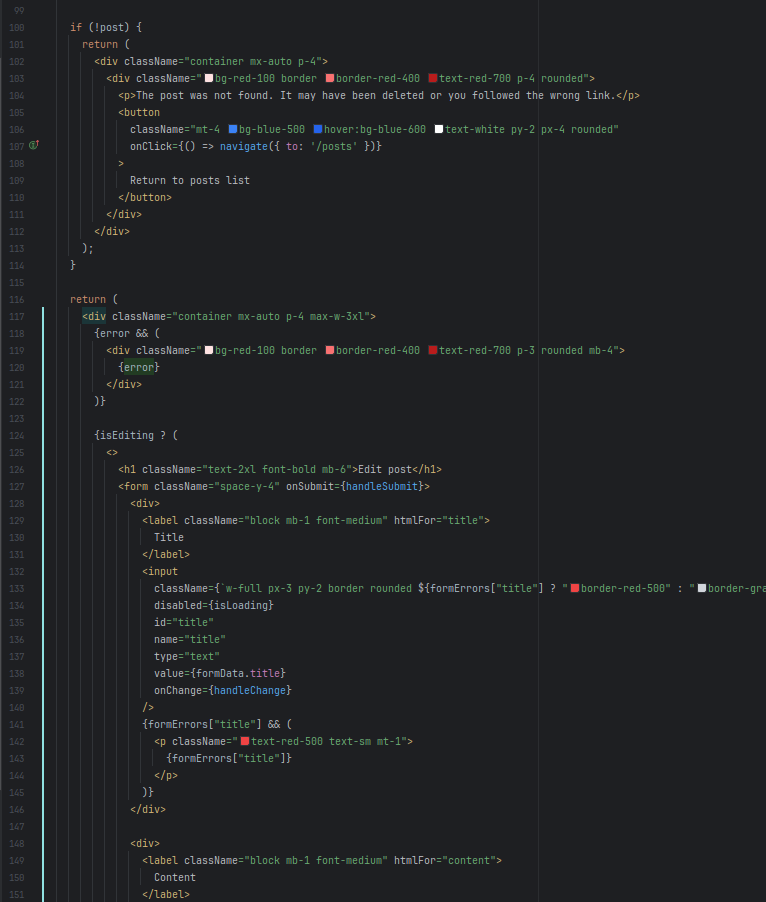 99
100 if (!post) {
101 return (
102 <div className="container mx-auto p-4">
103 <div className="bg-red-100 border border-red-400 text-red-700 p-4 rounded">
104 <p>The post was not found. It may have been deleted or you followed the wrong link.</p>
105 <button
106 className="mt-4 bg-blue-500 hover:bg-blue-600 text-white py-2 px-4 rounded"
107 onClick={() => navigate({ to: '/posts' })}
108 >
109 Return to posts list
110 </button>
111 </div>
112 </div>
113 );
114 }
115
116 return (
117 <div className="container mx-auto p-4 max-w-3xl">
118 {error && (
119 <div className="bg-red-100 border border-red-400 text-red-700 p-3 rounded mb-4">
120 {error}
121 </div>
122 )}
123
124 {isEditing ? (
125 <>
126 <h1 className="text-2xl font-bold mb-6">Edit post</h1>
127 <form className="space-y-4" onSubmit={handleSubmit}>
128 <div>
129 <label className="block mb-1 font-medium" htmlFor="title">
130 Title
131 </label>
132 <input
133 className={`w-full px-3 py-2 border rounded ${formErrors["title"] ? "border-red-500" : "border-gra
134 disabled={isLoading}
135 id="title"
136 name="title"
137 type="text"
138 value={formData.title}
139 onChange={handleChange}
140 />
141 {formErrors["title"] && (
142 <p className="text-red-500 text-sm mt-1">
143 {formErrors["title"]}
144 </p>
145 )}
146 </div>
147
148 <div>
149 <label className="block mb-1 font-medium" htmlFor="content">
150 Content
151 </label>